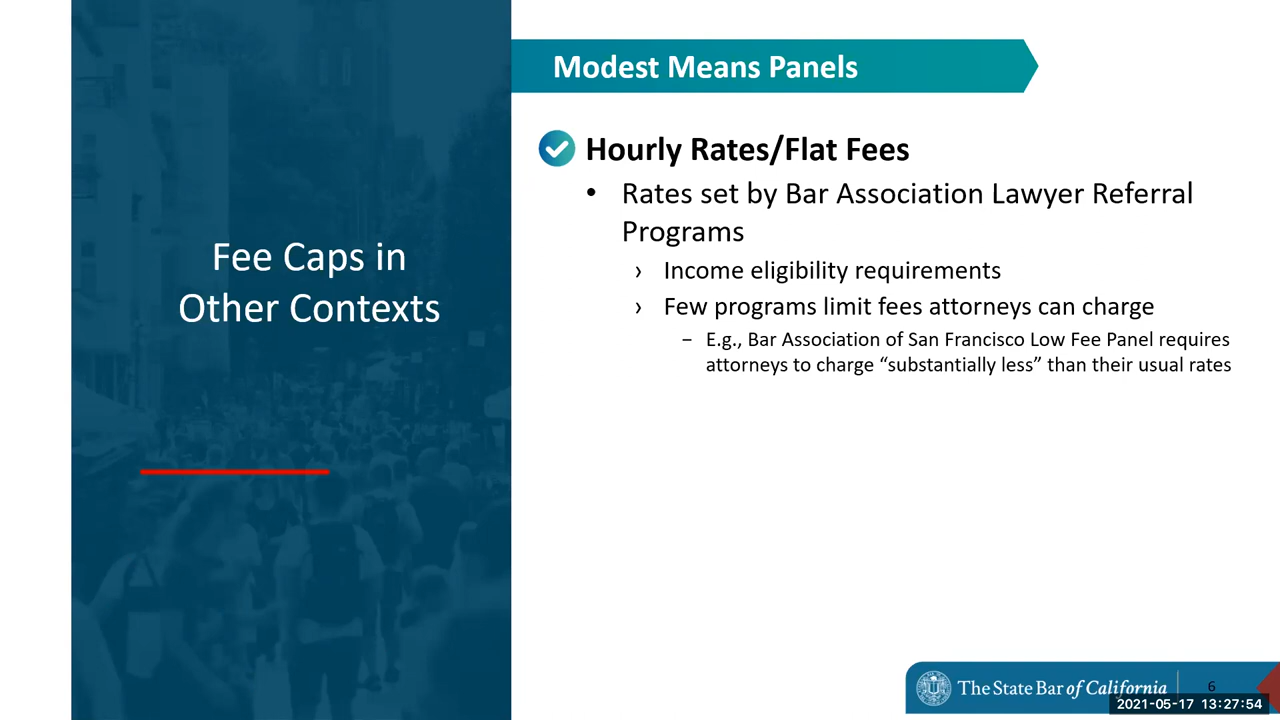 Fee Caps in
Other Contexts
Modest Means Panels
Hourly Rates/Flat Fees
• Rates set by Bar Association Lawyer Referral
Programs
› Income eligibility requirements
› Few programs limit fees attorneys can charge
− E.g., Bar Association of San Francisco Low Fee Panel requires
attorneys to charge “substantially less” than their usual rates
The State Bar of California
6
2021-05-17 13:27:54